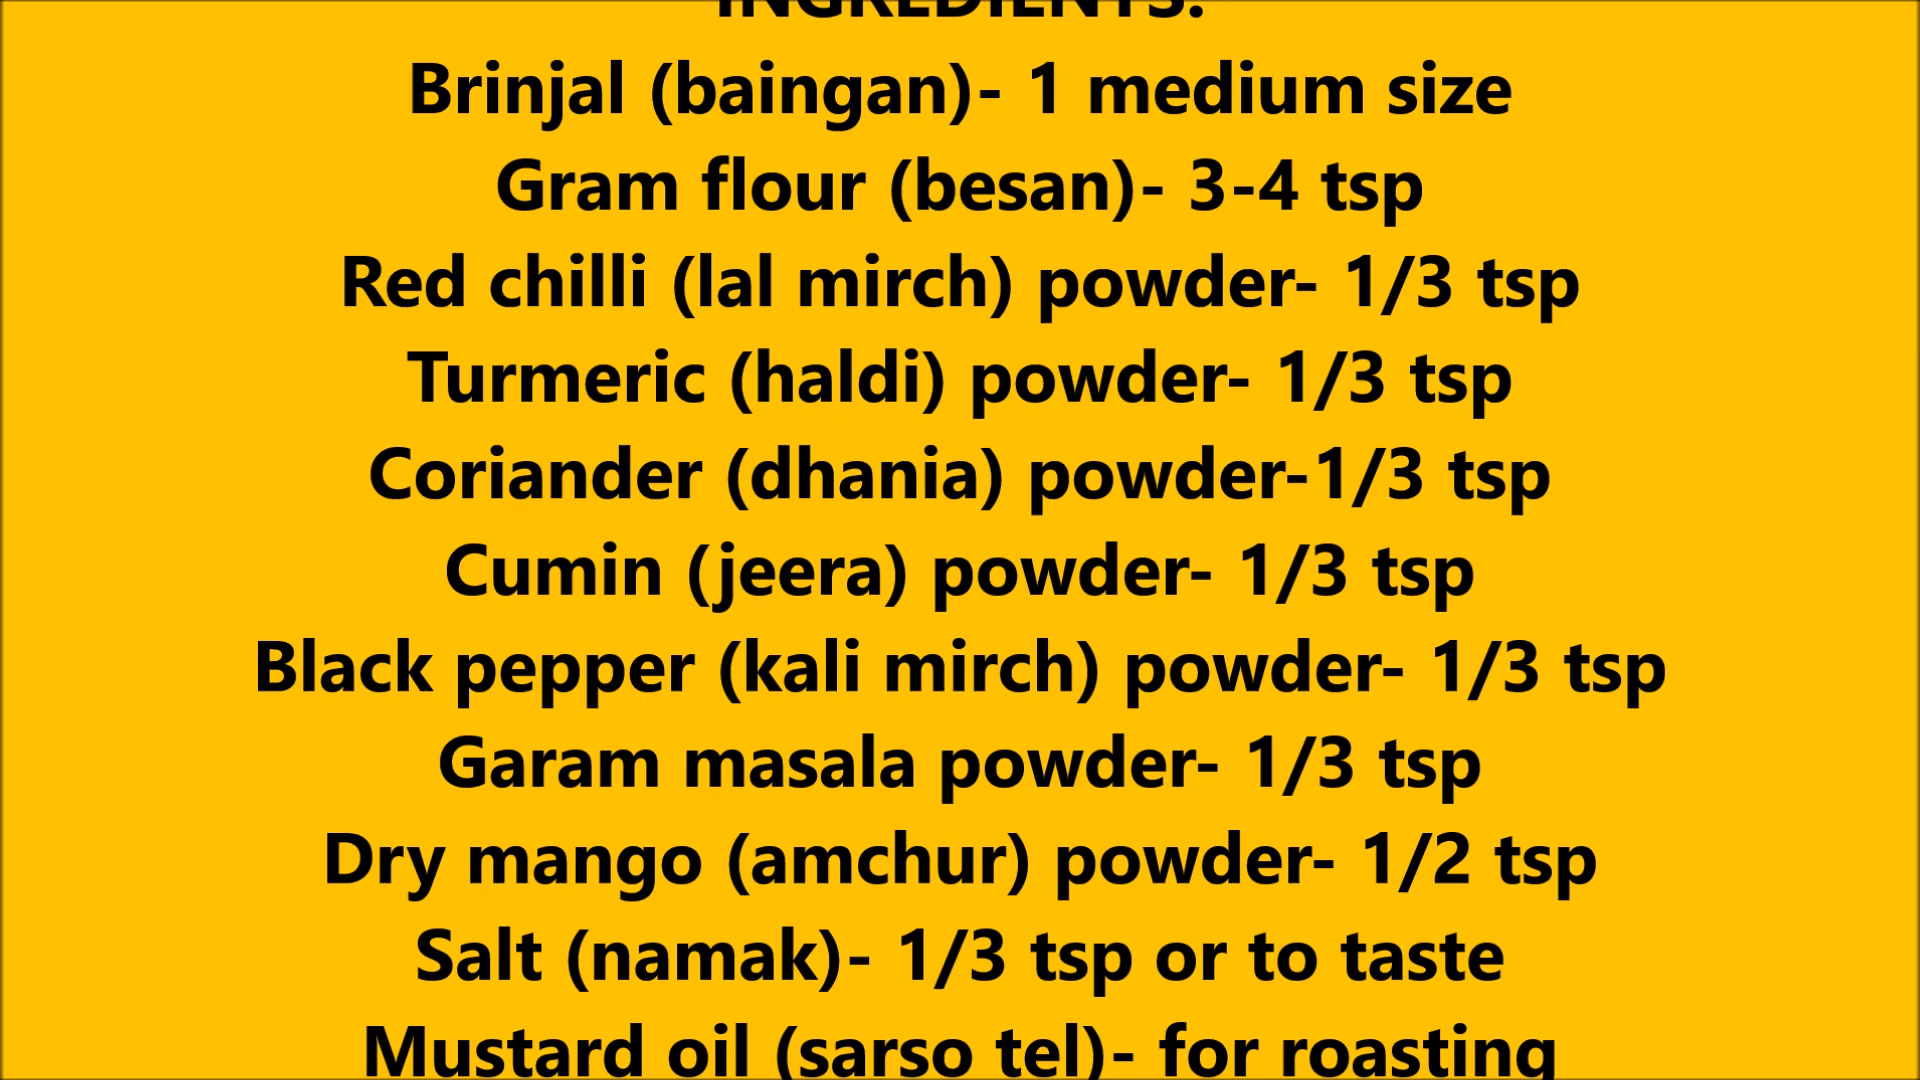 INGREDIENTS:
Brinjal (baingan)- 1 medium size
Gram flour (besan)- 3-4 tsp
Red chilli (lal mirch) powder- 1/3 tsp
Turmeric (haldi) powder- 1/3 tsp
Coriander (dhania) powder-1/3 tsp
Cumin (jeera) powder- 1/3 tsp
Black pepper (kali mirch) powder- 1/3 tsp
Garam masala powder- 1/3 tsp
Dry mango (amchur) powder- 1/2 tsp
Salt (namak)- 1/3 tsp or to taste
Mustard oil (sarso tel)- for roasting